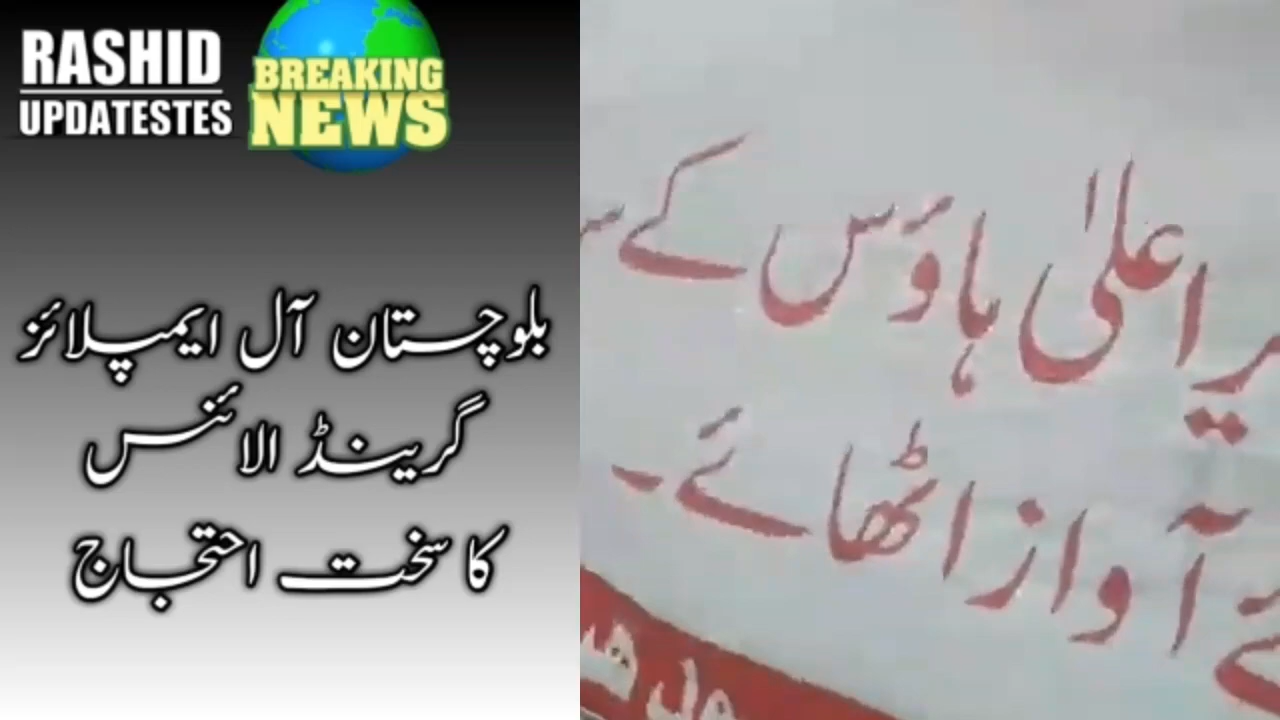 RASHID
UPDATESTES
BREAKING
NEWS
بلوچستان آل ایمپلائز
گرینڈ الائنس
کا سخت احتجاج
اعلیٰ ہاؤس کے
آواز اٹھائے۔